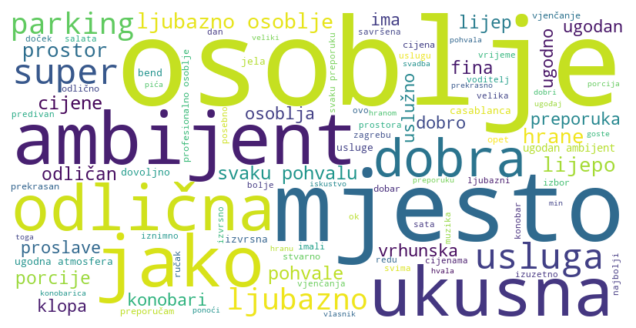 parking
ljubazno osoblje
ima
savršena
lijep
vjenčanje
ugodan
osoblje
doček
salata
dan
veliki
cijena
pohvala
vrijeme
prostor
bend
jela
uslugu
svadba
voditelj
super
odlično
pića
profesionalno osoblje
svaku preporuku
fina
ugodno
dobri
porcija
prekrasno
ugođaj
cijene
osoblja
ovo
uslužno
velika
preporuka
predivan
posebno
zagrebu
prostora
dobro
casablanca
hranom
goste
ambijent
usluge
dobra
hrane
opet
ugodan ambijent
odličan
dovoljno
svaku pohvalu
preporuku
ljubazni
izbor
lijepo
prekrasan
bolje
iskustvo
dobar
odlična
mjesto
toga
iznimno
izvrsno
izvrsna
imali
ok
sata
muzika
konobar
min
proslave
jako
hranu
stvarno
vrhunska
usluga
ugodna atmosfera
ručak
redu
cijenama
svima
hvala
izuzetno
najbolji
konobarica
porcije
pohvale
klopa
konobari
ljubazno
vjenčanja
ukusna
preporučam
ponoći
vlasnik